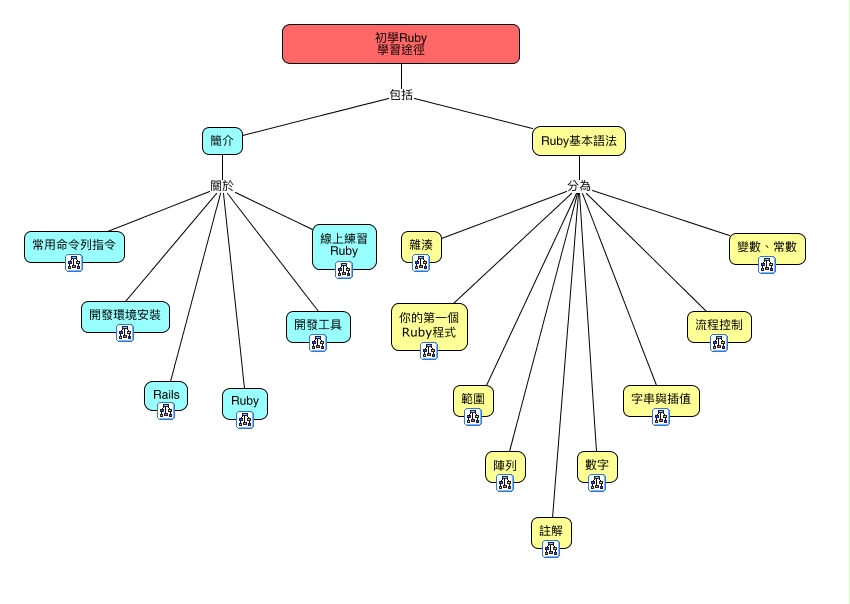 初學Ruby
學習途徑
包括
簡介
Ruby基本語法
關於
分為
常用命令列指令
線上練習
Ruby
雜湊
變數、常數
開發環境安裝
開發工具
你的第一個
Ruby程式
流程控制
Rails
Ruby
範圍
字串與插值
陣列
數字
註解